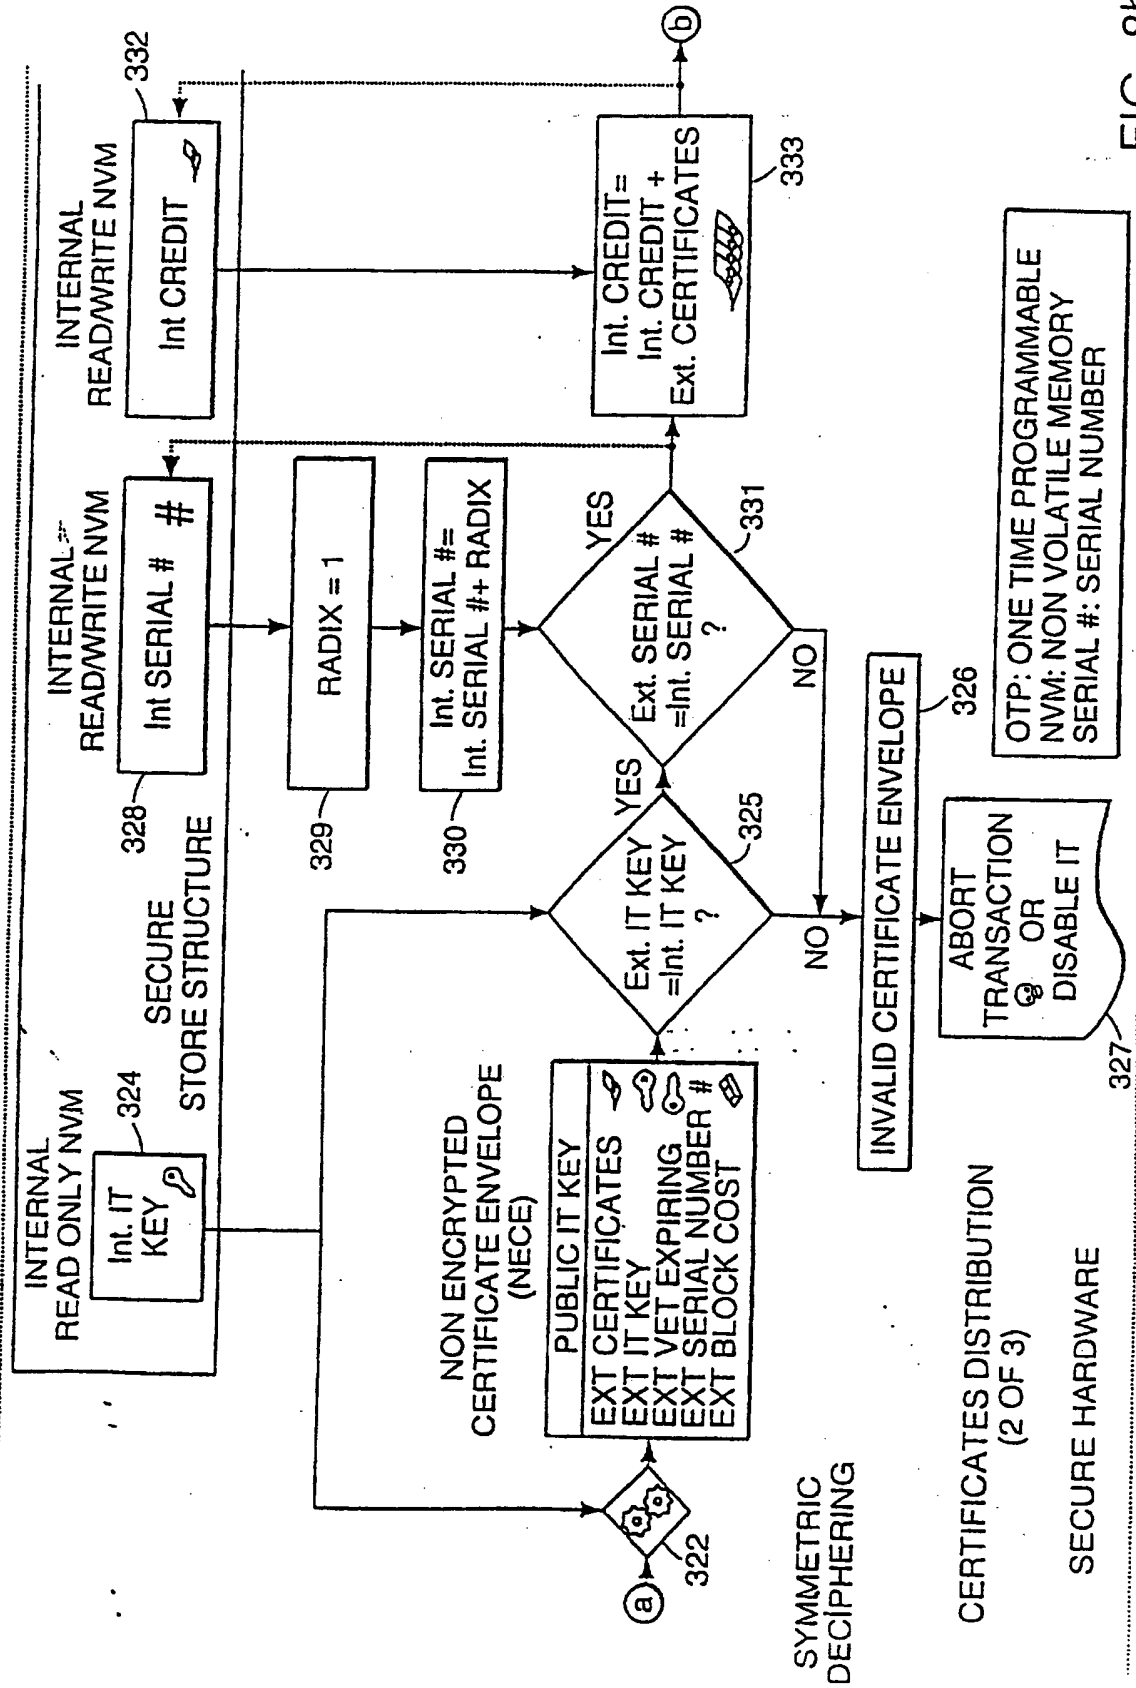 INTERNAL
READ ONLY NVM
Int. IT
KEY
324
SECURE
STORE STRUCTURE
INTERNAL
READ/WRITE NVM
Int SERIAL #
#
328
INTERNAL
READ/WRITE NVM
Int CREDIT
332
RADIX = 1
329
Int. SERIAL #=
Int. SERIAL #+ RADIX
330
NON ENCRYPTED
CERTIFICATE ENVELOPE
(NECE)
PUBLIC IT KEY
EXT CERTIFICATES
EXT IT KEY
EXT VET EXPIRING
EXT SERIAL NUMBER #
EXT BLOCK COST
a
322
Ext. IT KEY
=Int. IT KEY
?
325
YES
NO
Ext. SERIAL #
=Int. SERIAL #
?
331
YES
NO
Int. CREDIT=
Int. CREDIT +
Ext. CERTIFICATES
333
b
SYMMETRIC
DECIPHERING
INVALID CERTIFICATE ENVELOPE
326
ABORT
TRANSACTION
OR
DISABLE IT
327
CERTIFICATES DISTRIBUTION
(2 OF 3)
SECURE HARDWARE
OTP: ONE TIME PROGRAMMABLE
NVM: NON VOLATILE MEMORY
SERIAL #: SERIAL NUMBER
FIG.